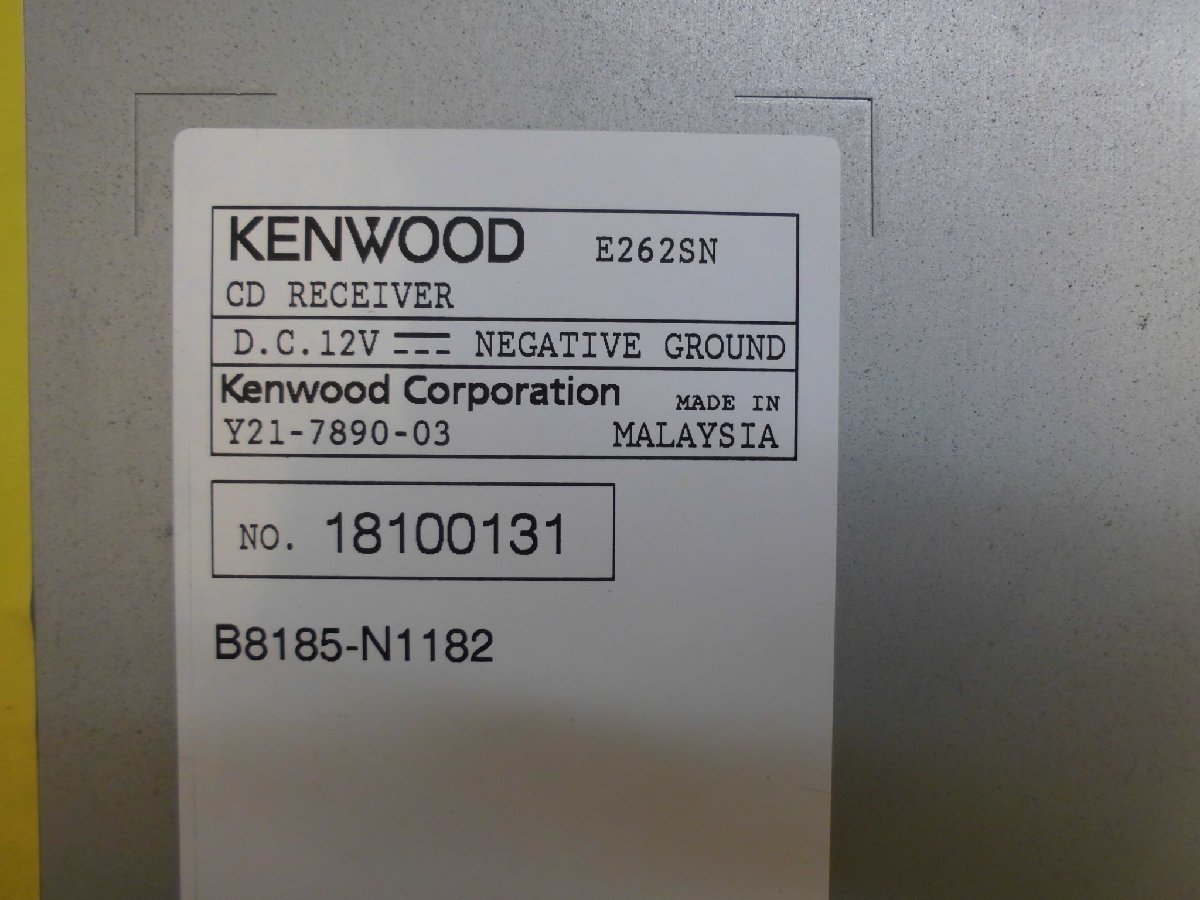 KENWOOD E262SN
CD RECEIVER
D.C.12V ⎓ NEGATIVE GROUND
Kenwood Corporation MADE IN
Y21-7890-03 MALAYSIA
NO. 18100131
B8185-N1182